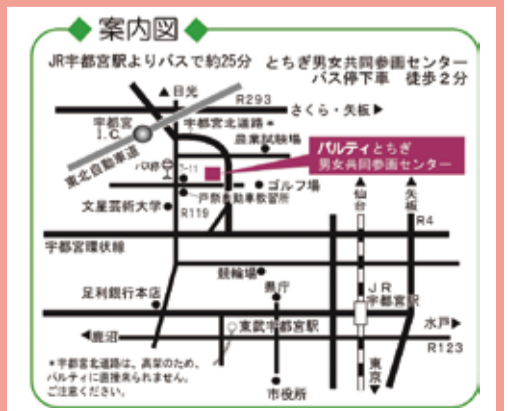 案内図
JR宇都宮駅よりバスで約25分 とちぎ男女共同参画センター
バス停下車 徒歩2分
▲日光
R293
さくら・矢板▶
宇都宮
I.C.
宇都宮北道路*
農業試験場
東北自動車道
パルティとちぎ
男女共同参画センター
バス停
7-11
ゴルフ場
戸祭自動車教習所
文星芸術大学
R119
仙台
矢板
R4
宇都宮環状線
競輪場
県庁
足利銀行本店
JR
宇都宮駅
東武宇都宮駅
水戸▶
◀鹿沼
R123
*宇都宮北道路は、高架のため、
パルティに直接来られません。
ご注意ください。
市役所
東京